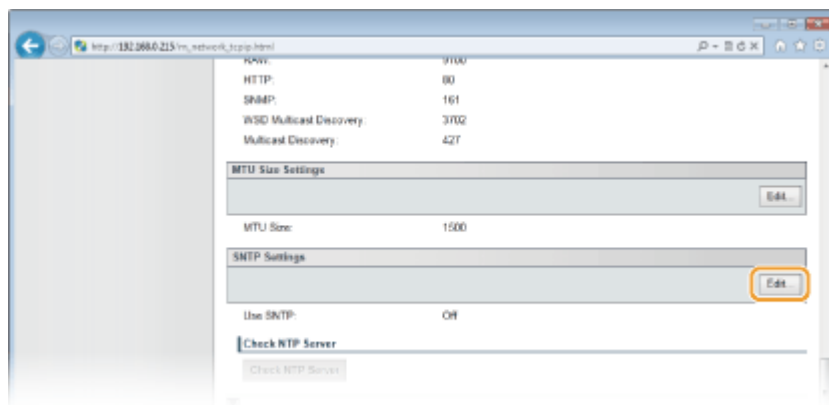 http://192.168.0.215/m_network_tcpip.html
RAW: 9100
HTTP: 80
SNMP: 161
WSD Multicast Discovery: 3702
Multicast Discovery: 427
MTU Size Settings
Edit...
MTU Size: 1500
SNTP Settings
Edit...
Use SNTP: Off
Check NTP Server
Check NTP Server